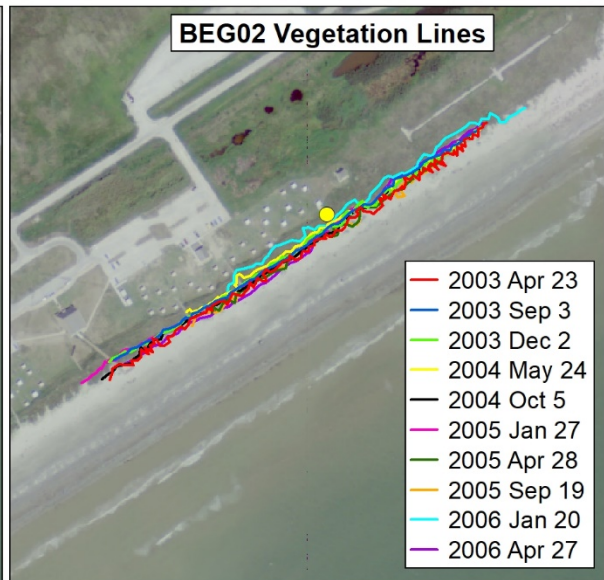 BEG02 Vegetation Lines
2003 Apr 23
2003 Sep 3
2003 Dec 2
2004 May 24
2004 Oct 5
2005 Jan 27
2005 Apr 28
2005 Sep 19
2006 Jan 20
2006 Apr 27